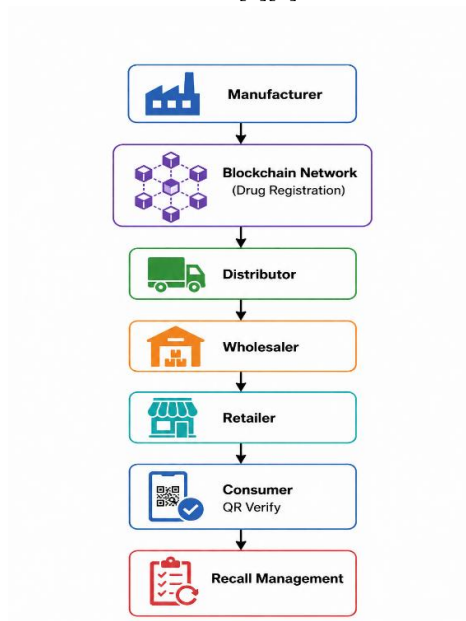 Manufacturer
Blockchain Network
(Drug Registration)
Distributor
Wholesaler
Retailer
Consumer
QR Verify
Recall Management